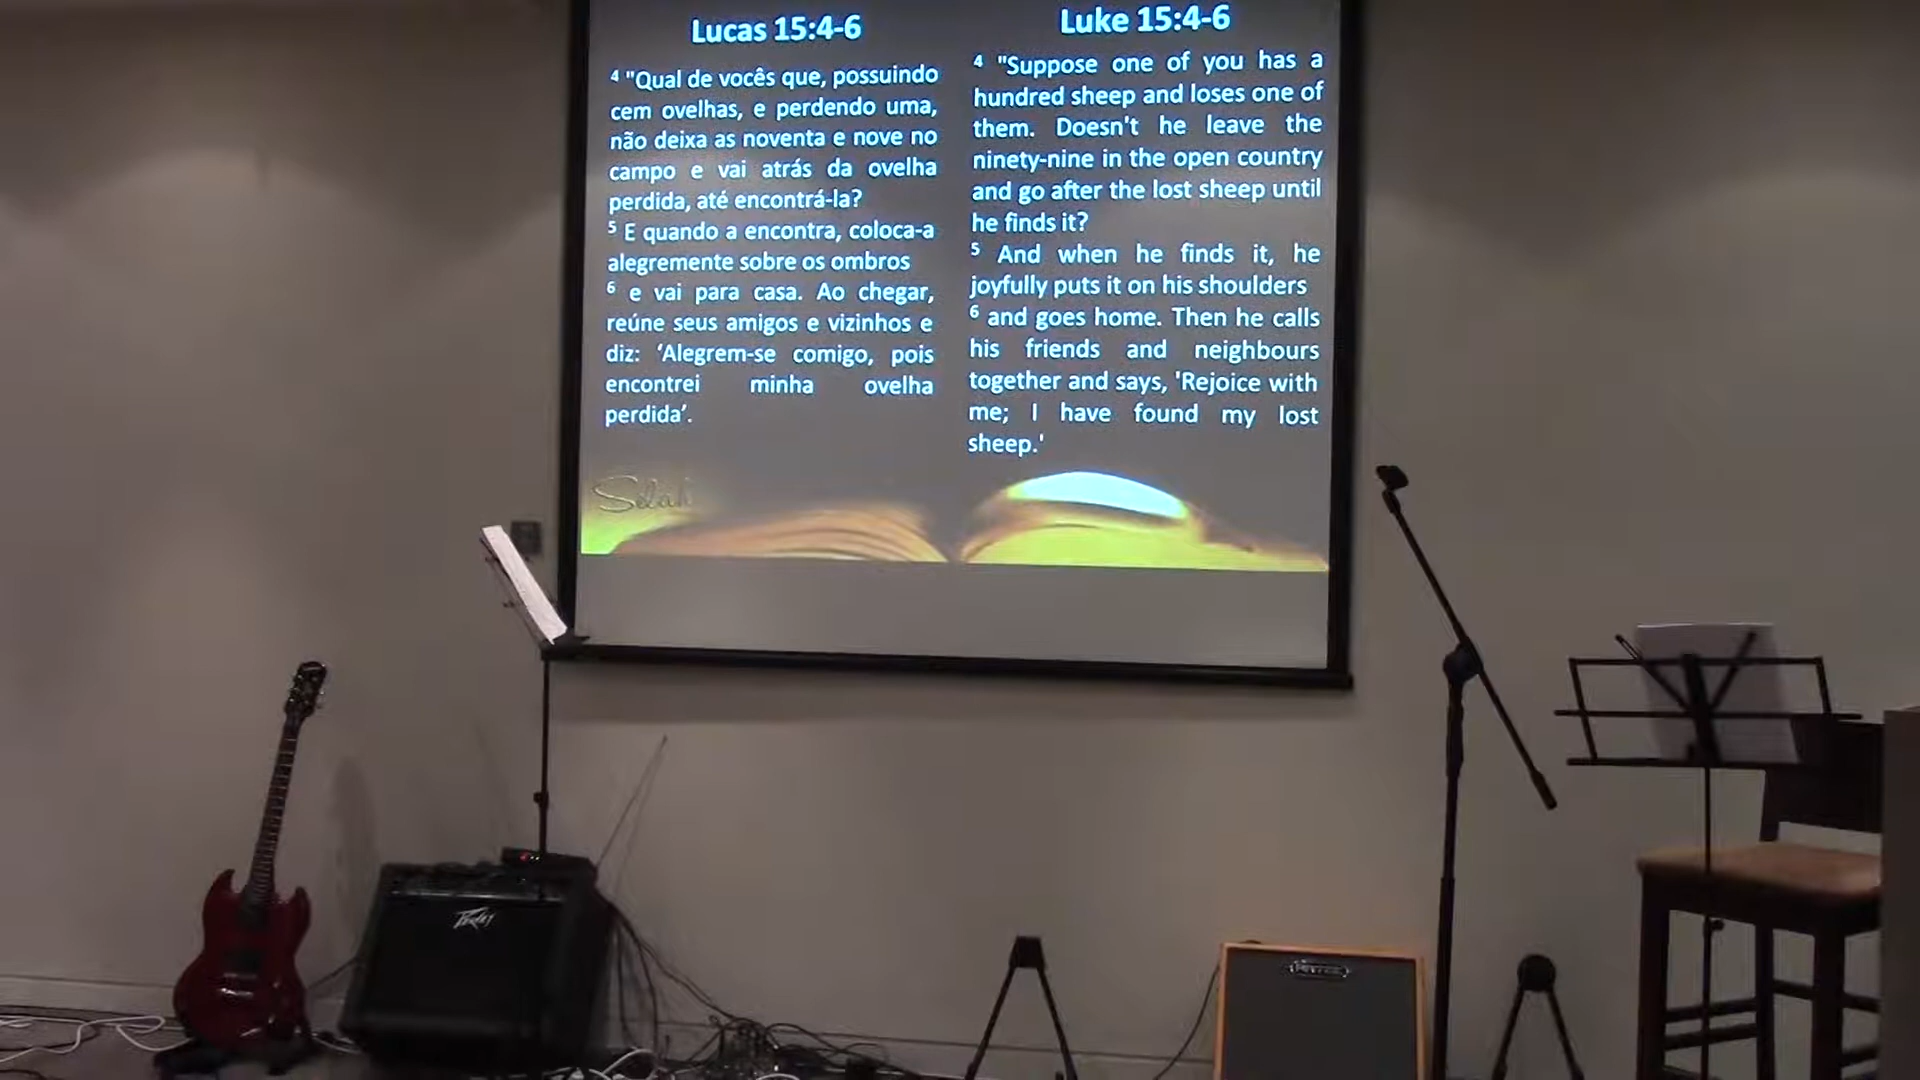 Lucas 15:4-6
4 "Qual de vocês que, possuindo
cem ovelhas, e perdendo uma,
não deixa as noventa e nove no
campo e vai atrás da ovelha
perdida, até encontrá-la?
5 E quando a encontra, coloca-a
alegremente sobre os ombros
6 e vai para casa. Ao chegar,
reúne seus amigos e vizinhos e
diz: ‘Alegrem-se comigo, pois
encontrei minha ovelha
perdida’.
Selah
Luke 15:4-6
4 "Suppose one of you has a
hundred sheep and loses one of
them. Doesn't he leave the
ninety-nine in the open country
and go after the lost sheep until
he finds it?
5 And when he finds it, he
joyfully puts it on his shoulders
6 and goes home. Then he calls
his friends and neighbours
together and says, 'Rejoice with
me; I have found my lost
sheep.'
Peavey